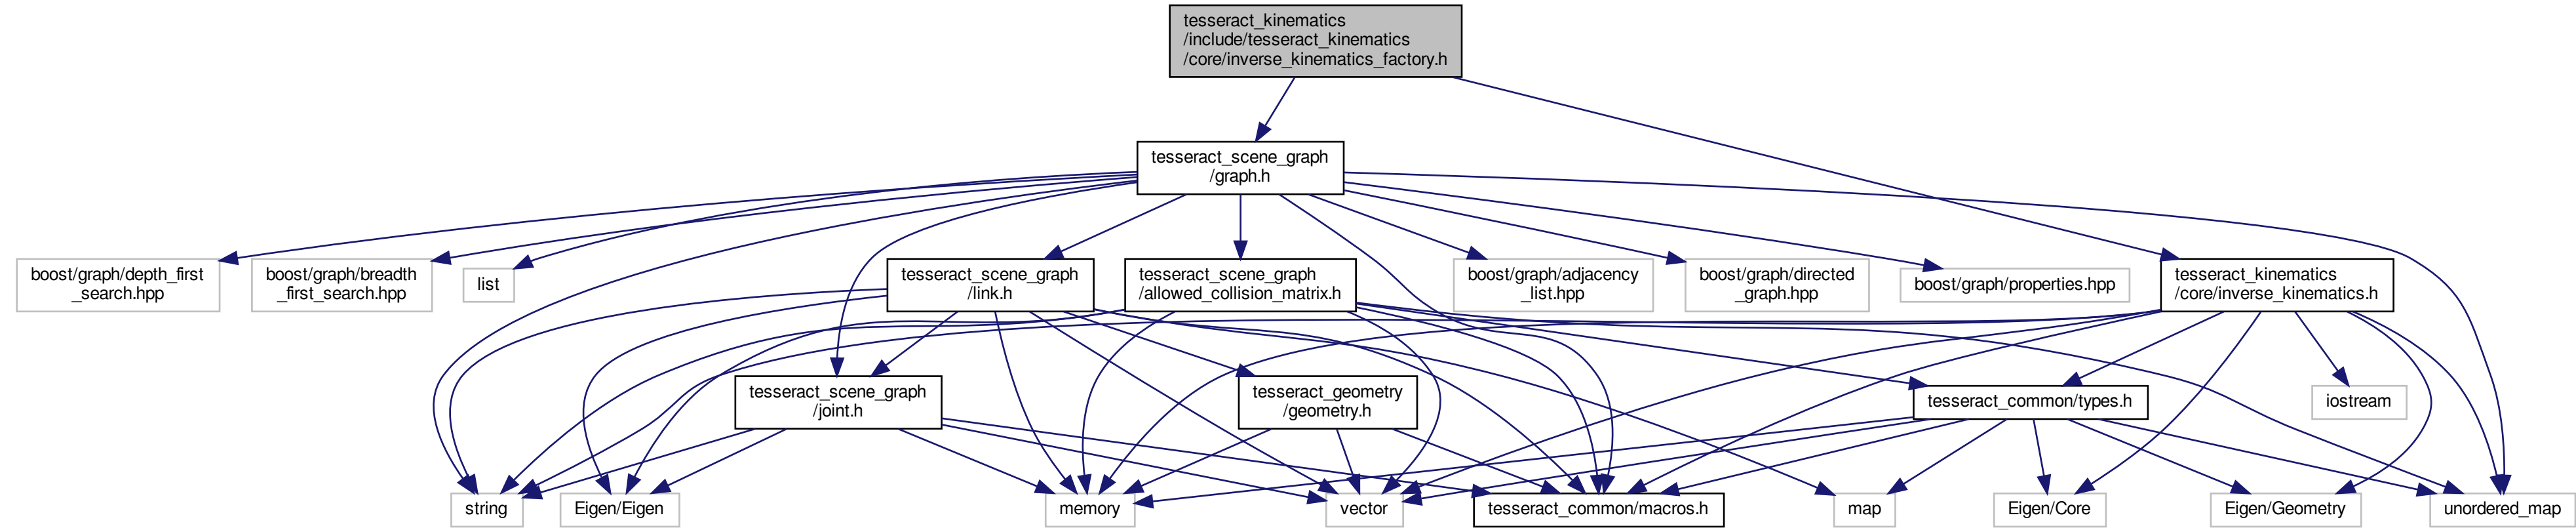 tesseract_kinematics
/include/tesseract_kinematics
/core/inverse_kinematics_factory.h
tesseract_scene_graph
/graph.h
boost/graph/depth_first
_search.hpp
boost/graph/breadth
_first_search.hpp
list
tesseract_scene_graph
/link.h
tesseract_scene_graph
/allowed_collision_matrix.h
boost/graph/adjacency
_list.hpp
boost/graph/directed
_graph.hpp
boost/graph/properties.hpp
tesseract_kinematics
/core/inverse_kinematics.h
tesseract_scene_graph
/joint.h
tesseract_geometry
/geometry.h
tesseract_common/types.h
iostream
string
Eigen/Eigen
memory
vector
tesseract_common/macros.h
map
Eigen/Core
Eigen/Geometry
unordered_map